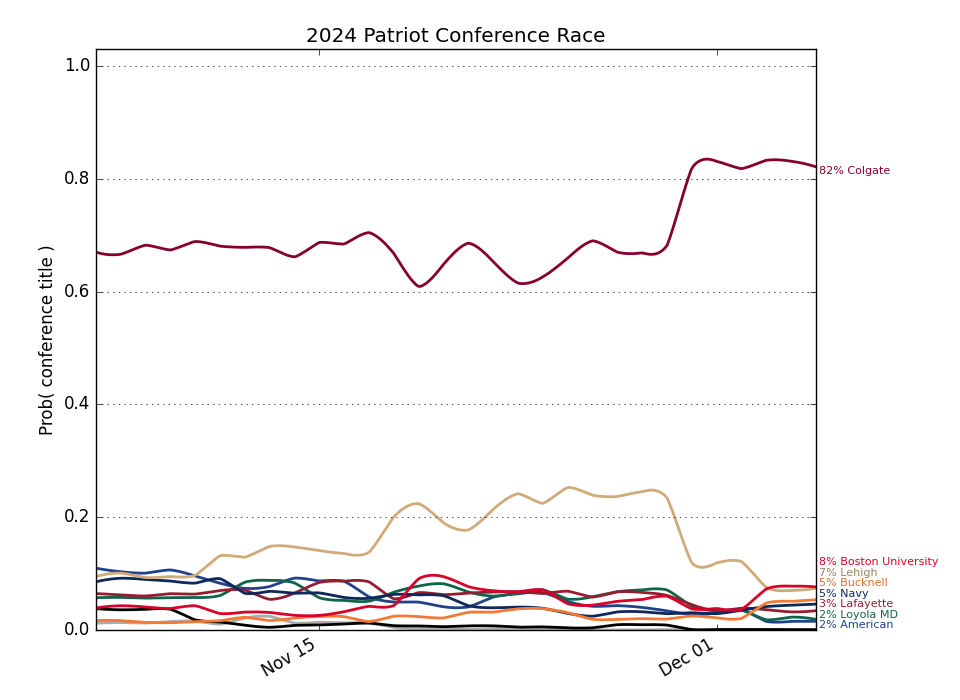 2024 Patriot Conference Race
Prob( conference title )
1.0
0.8
0.6
0.4
0.2
0.0
Nov 15
Dec 01
82% Colgate
8% Boston University
7% Lehigh
5% Bucknell
5% Navy
3% Lafayette
2% Loyola MD
2% American